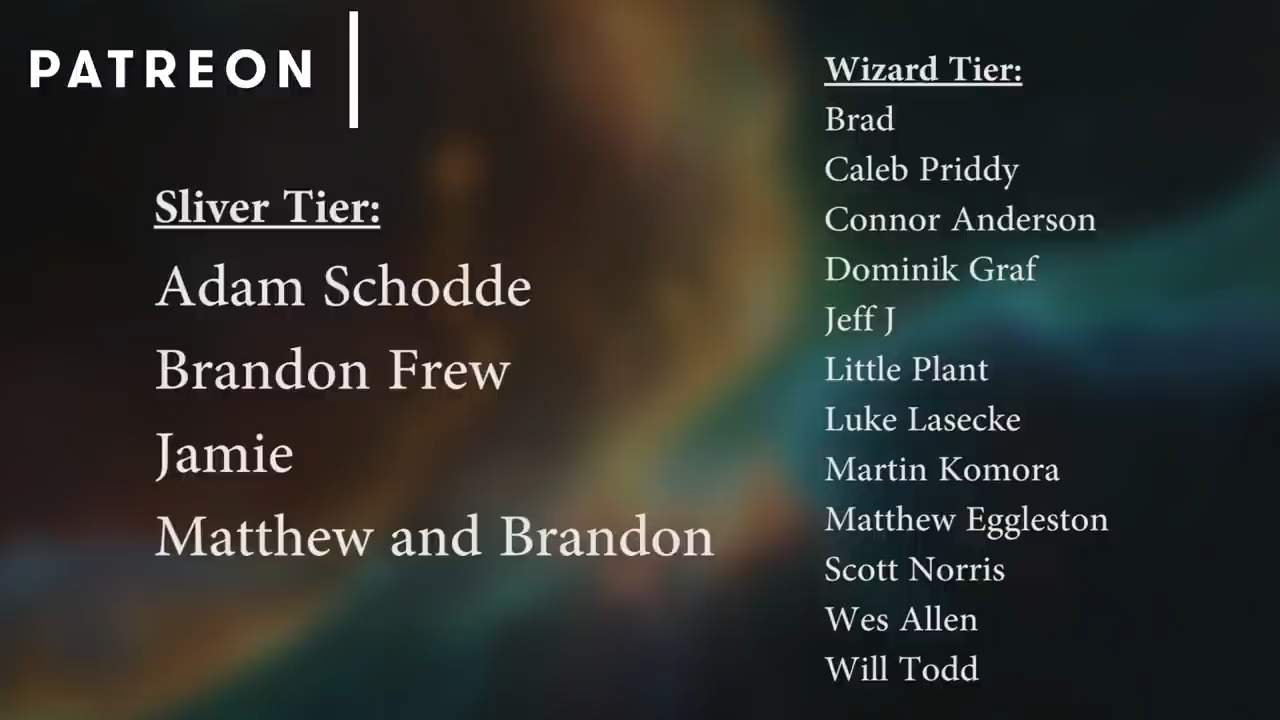 PATREON
Sliver Tier:
Adam Schodde
Brandon Frew
Jamie
Matthew and Brandon
Wizard Tier:
Brad
Caleb Priddy
Connor Anderson
Dominik Graf
Jeff J
Little Plant
Luke Lasecke
Martin Komora
Matthew Eggleston
Scott Norris
Wes Allen
Will Todd